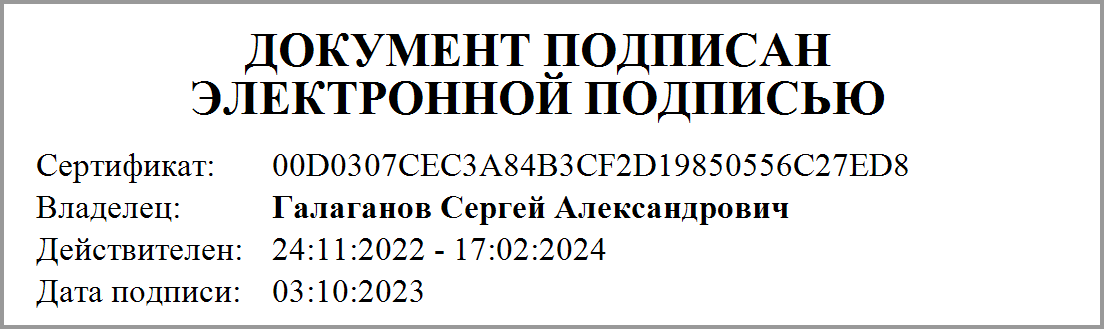 ДОКУМЕНТ ПОДПИСАН
ЭЛЕКТРОННОЙ ПОДПИСЬЮ
Сертификат: 00D0307CEC3A84B3CF2D19850556C27ED8
Владелец: Галаганов Сергей Александрович
Действителен: 24:11:2022 - 17:02:2024
Дата подписи: 03:10:2023